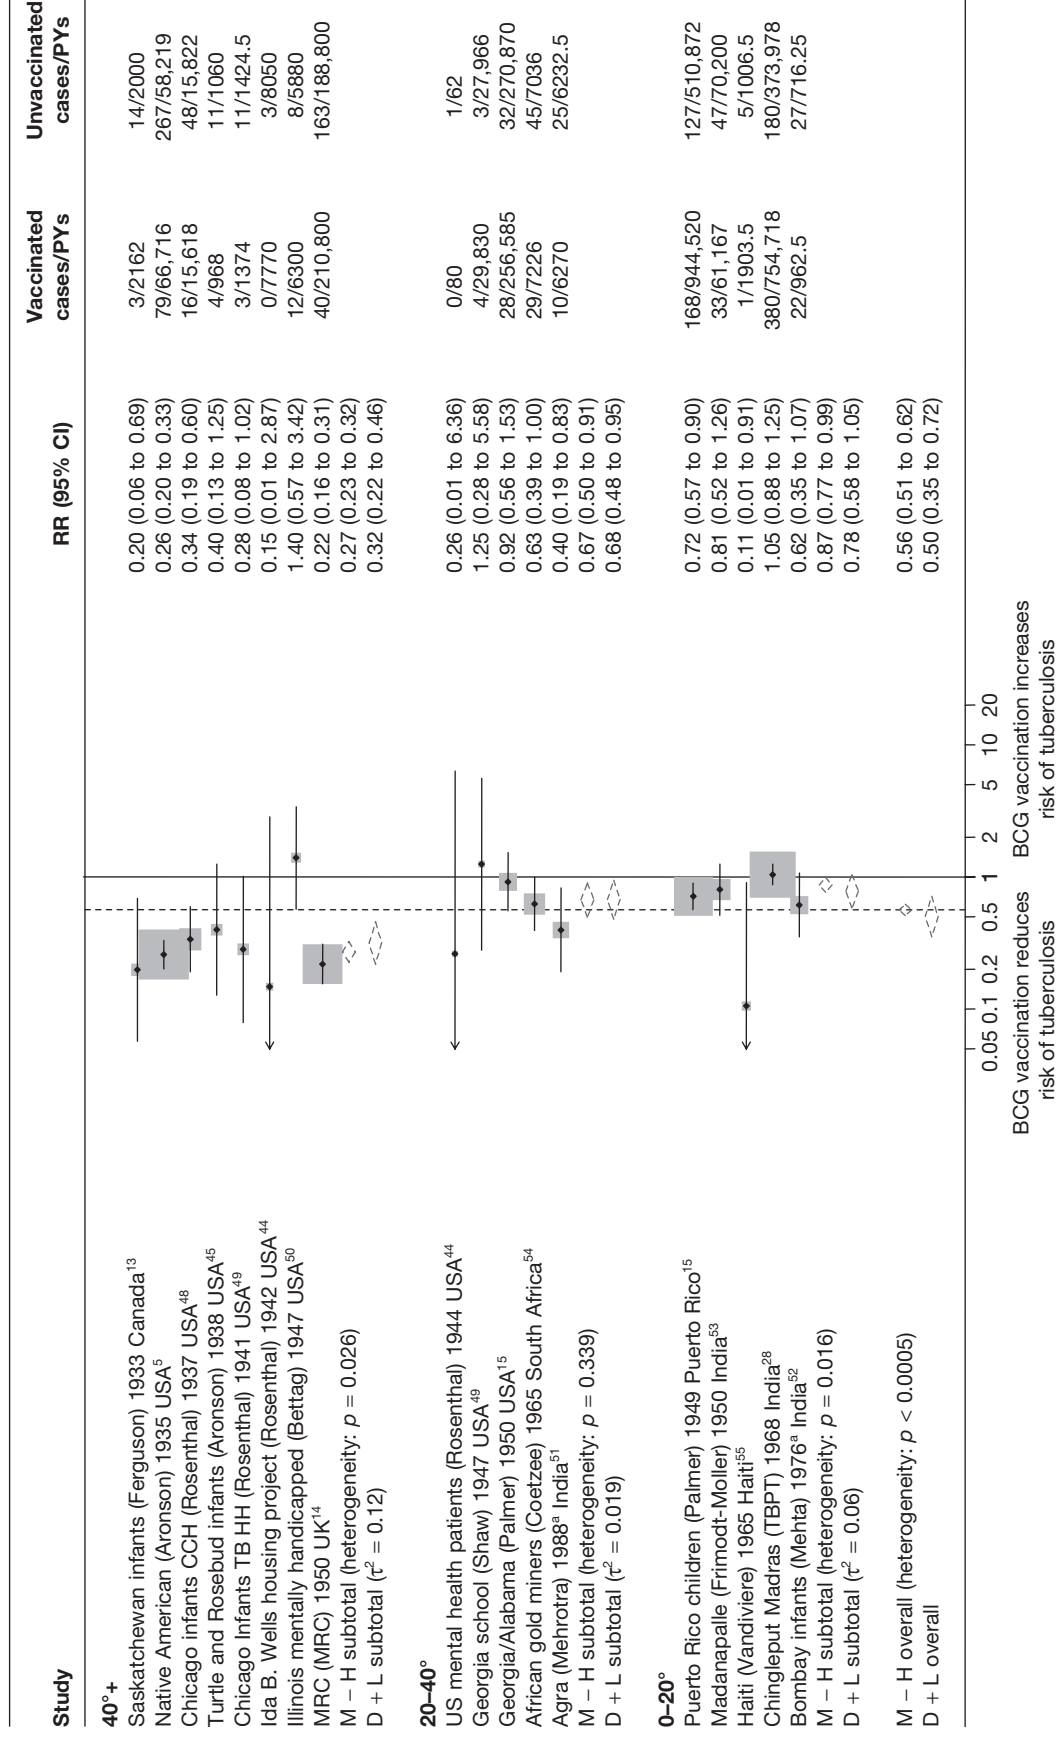 Study RR (95% CI) Vaccinated cases/PYs Unvaccinated cases/PYs
40°+
Saskatchewan infants (Ferguson) 1933 Canada13 0.20 (0.06 to 0.69) 3/2162 14/2000
Native American (Aronson) 1935 USA5 0.26 (0.20 to 0.33) 79/66,716 267/58,219
Chicago infants CCH (Rosenthal) 1937 USA48 0.34 (0.19 to 0.60) 16/15,618 48/15,822
Turtle and Rosebud infants (Aronson) 1938 USA45 0.40 (0.13 to 1.25) 4/968 11/1060
Chicago Infants TB HH (Rosenthal) 1941 USA49 0.28 (0.08 to 1.02) 3/1374 11/1424.5
Ida B. Wells housing project (Rosenthal) 1942 USA44 0.15 (0.01 to 2.87) 0/7770 3/8050
Illinois mentally handicapped (Bettag) 1947 USA50 1.40 (0.57 to 3.42) 12/6300 8/5880
MRC (MRC) 1950 UK14 0.22 (0.16 to 0.31) 40/210,800 163/188,800
M – H subtotal (heterogeneity: p = 0.026) 0.27 (0.23 to 0.32)
D + L subtotal (τ2 = 0.12) 0.32 (0.22 to 0.46)
20–40°
US mental health patients (Rosenthal) 1944 USA44 0.26 (0.01 to 6.36) 0/80 1/62
Georgia school (Shaw) 1947 USA49 1.25 (0.28 to 5.58) 4/29,830 3/27,966
Georgia/Alabama (Palmer) 1950 USA15 0.92 (0.56 to 1.53) 28/256,585 32/270,870
African gold miners (Coetzee) 1965 South Africa54 0.63 (0.39 to 1.00) 29/7226 45/7036
Agra (Mehrotra) 1988a India51 0.40 (0.19 to 0.83) 10/6270 25/6232.5
M – H subtotal (heterogeneity: p = 0.339) 0.67 (0.50 to 0.91)
D + L subtotal (τ2 = 0.019) 0.68 (0.48 to 0.95)
0–20°
Puerto Rico children (Palmer) 1949 Puerto Rico15 0.72 (0.57 to 0.90) 168/944,520 127/510,872
Madanapalle (Frimodt-Moller) 1950 India53 0.81 (0.52 to 1.26) 33/61,167 47/70,200
Haiti (Vandiviere) 1965 Haiti55 0.11 (0.01 to 0.91) 1/1903.5 5/1006.5
Chingleput Madras (TBPT) 1968 India28 1.05 (0.88 to 1.25) 380/754,718 180/373,978
Bombay infants (Mehta) 1976a India52 0.62 (0.35 to 1.07) 22/962.5 27/716.25
M – H subtotal (heterogeneity: p = 0.016) 0.87 (0.77 to 0.99)
D + L subtotal (τ2 = 0.06) 0.78 (0.58 to 1.05)
M – H overall (heterogeneity: p < 0.0005) 0.56 (0.51 to 0.62)
D + L overall 0.50 (0.35 to 0.72)
0.05 0.1 0.2 0.5 1 2 5 10 20
BCG vaccination reduces
risk of tuberculosis
BCG vaccination increases
risk of tuberculosis